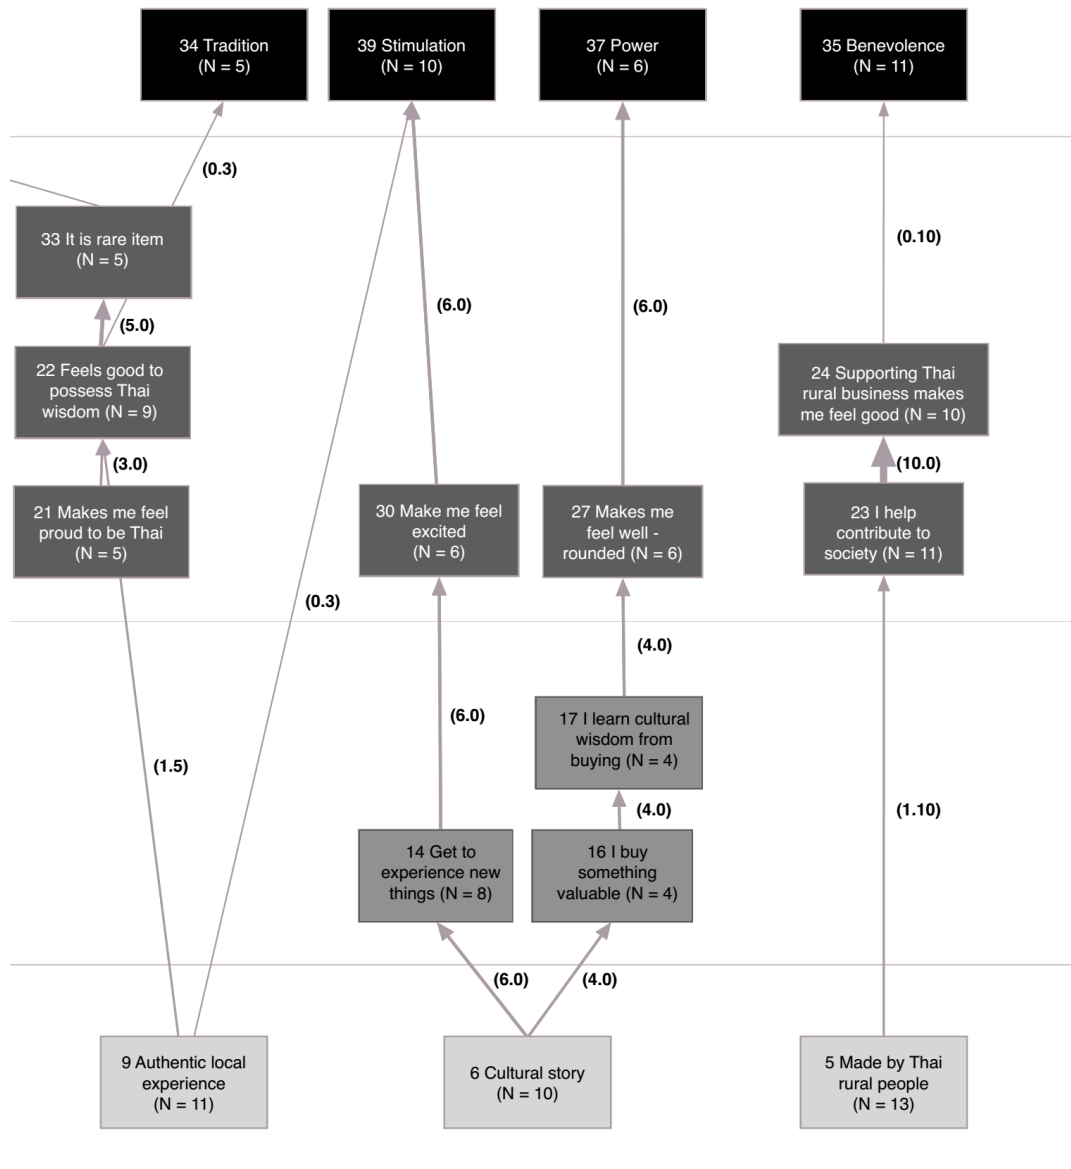 34 Tradition
(N = 5)
39 Stimulation
(N = 10)
37 Power
(N = 6)
35 Benevolence
(N = 11)
(0.3)
33 It is rare item
(N = 5)
(0.10)
(6.0)
(6.0)
(5.0)
22 Feels good to
possess Thai
wisdom (N = 9)
24 Supporting Thai
rural business makes
me feel good (N = 10)
(3.0)
(10.0)
21 Makes me feel
proud to be Thai
(N = 5)
30 Make me feel
excited
(N = 6)
27 Makes me
feel well -
rounded (N = 6)
23 I help
contribute to
society (N = 11)
(0.3)
(4.0)
(6.0)
17 I learn cultural
wisdom from
buying (N = 4)
(1.5)
(4.0)
(1.10)
14 Get to
experience new
things (N = 8)
16 I buy
something
valuable (N = 4)
(6.0)
(4.0)
9 Authentic local
experience
(N = 11)
6 Cultural story
(N = 10)
5 Made by Thai
rural people
(N = 13)